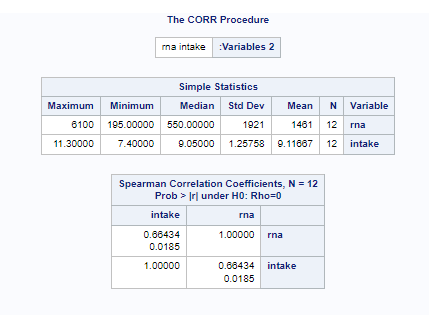 The CORR Procedure
rna intake :Variables 2
Simple Statistics
Maximum Minimum Median Std Dev Mean N Variable
6100 195.00000 550.00000 1921 1461 12 rna
11.30000 7.40000 9.05000 1.25758 9.11667 12 intake
Spearman Correlation Coefficients, N = 12
Prob > |r| under H0: Rho=0
intake rna
0.66434 1.00000 rna
0.0185
1.00000 0.66434 intake
0.0185